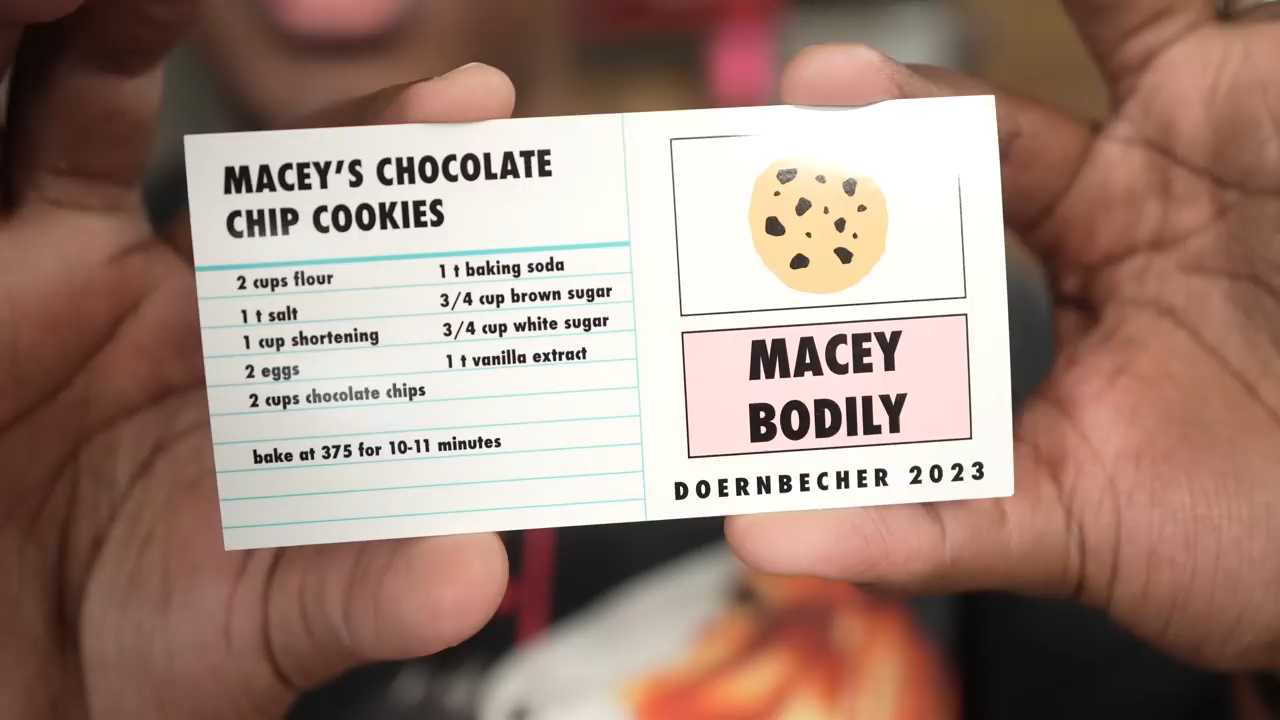 MACEY'S CHOCOLATE
CHIP COOKIES
2 cups flour
1 t salt
1 cup shortening
2 eggs
2 cups chocolate chips
1 t baking soda
3/4 cup brown sugar
3/4 cup white sugar
1 t vanilla extract
bake at 375 for 10-11 minutes
MACEY
BODILY
DOERNBECHER 2023